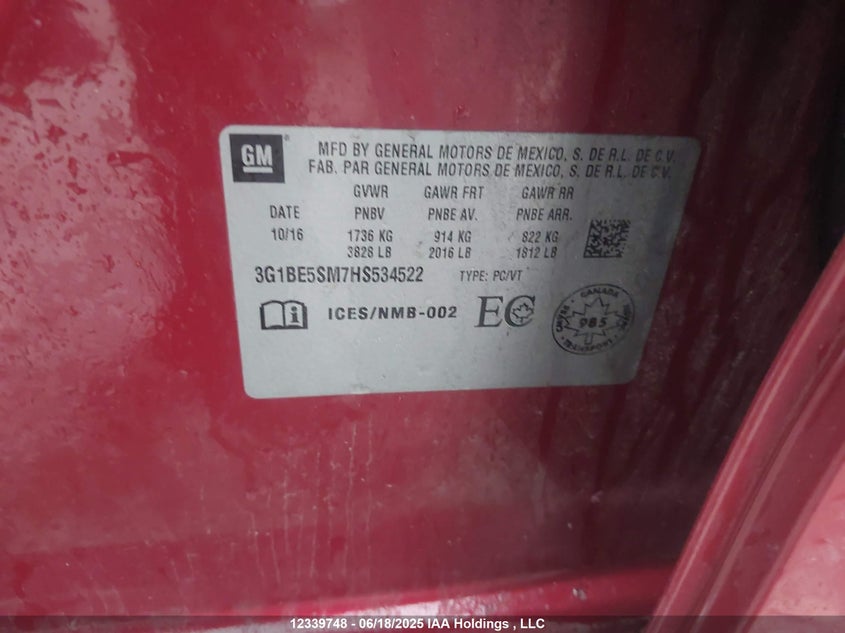 GM
MFD BY GENERAL MOTORS DE MEXICO, S. DE R.L. DE C.V.
FAB. PAR GENERAL MOTORS DE MEXICO, S. DE R.L. DE C.V.
GVWR GAWR FRT GAWR RR
DATE PNBV PNBE AV. PNBE ARR.
10/16 1736 KG 914 KG 822 KG
3828 LB 2016 LB 1812 LB
3G1BE5SM7HS534522 TYPE: PC/VT
ICES/NMB-002 EC
CANADA
985
TRANSPORT
12339748 - 06/18/2025 IAA Holdings , LLC